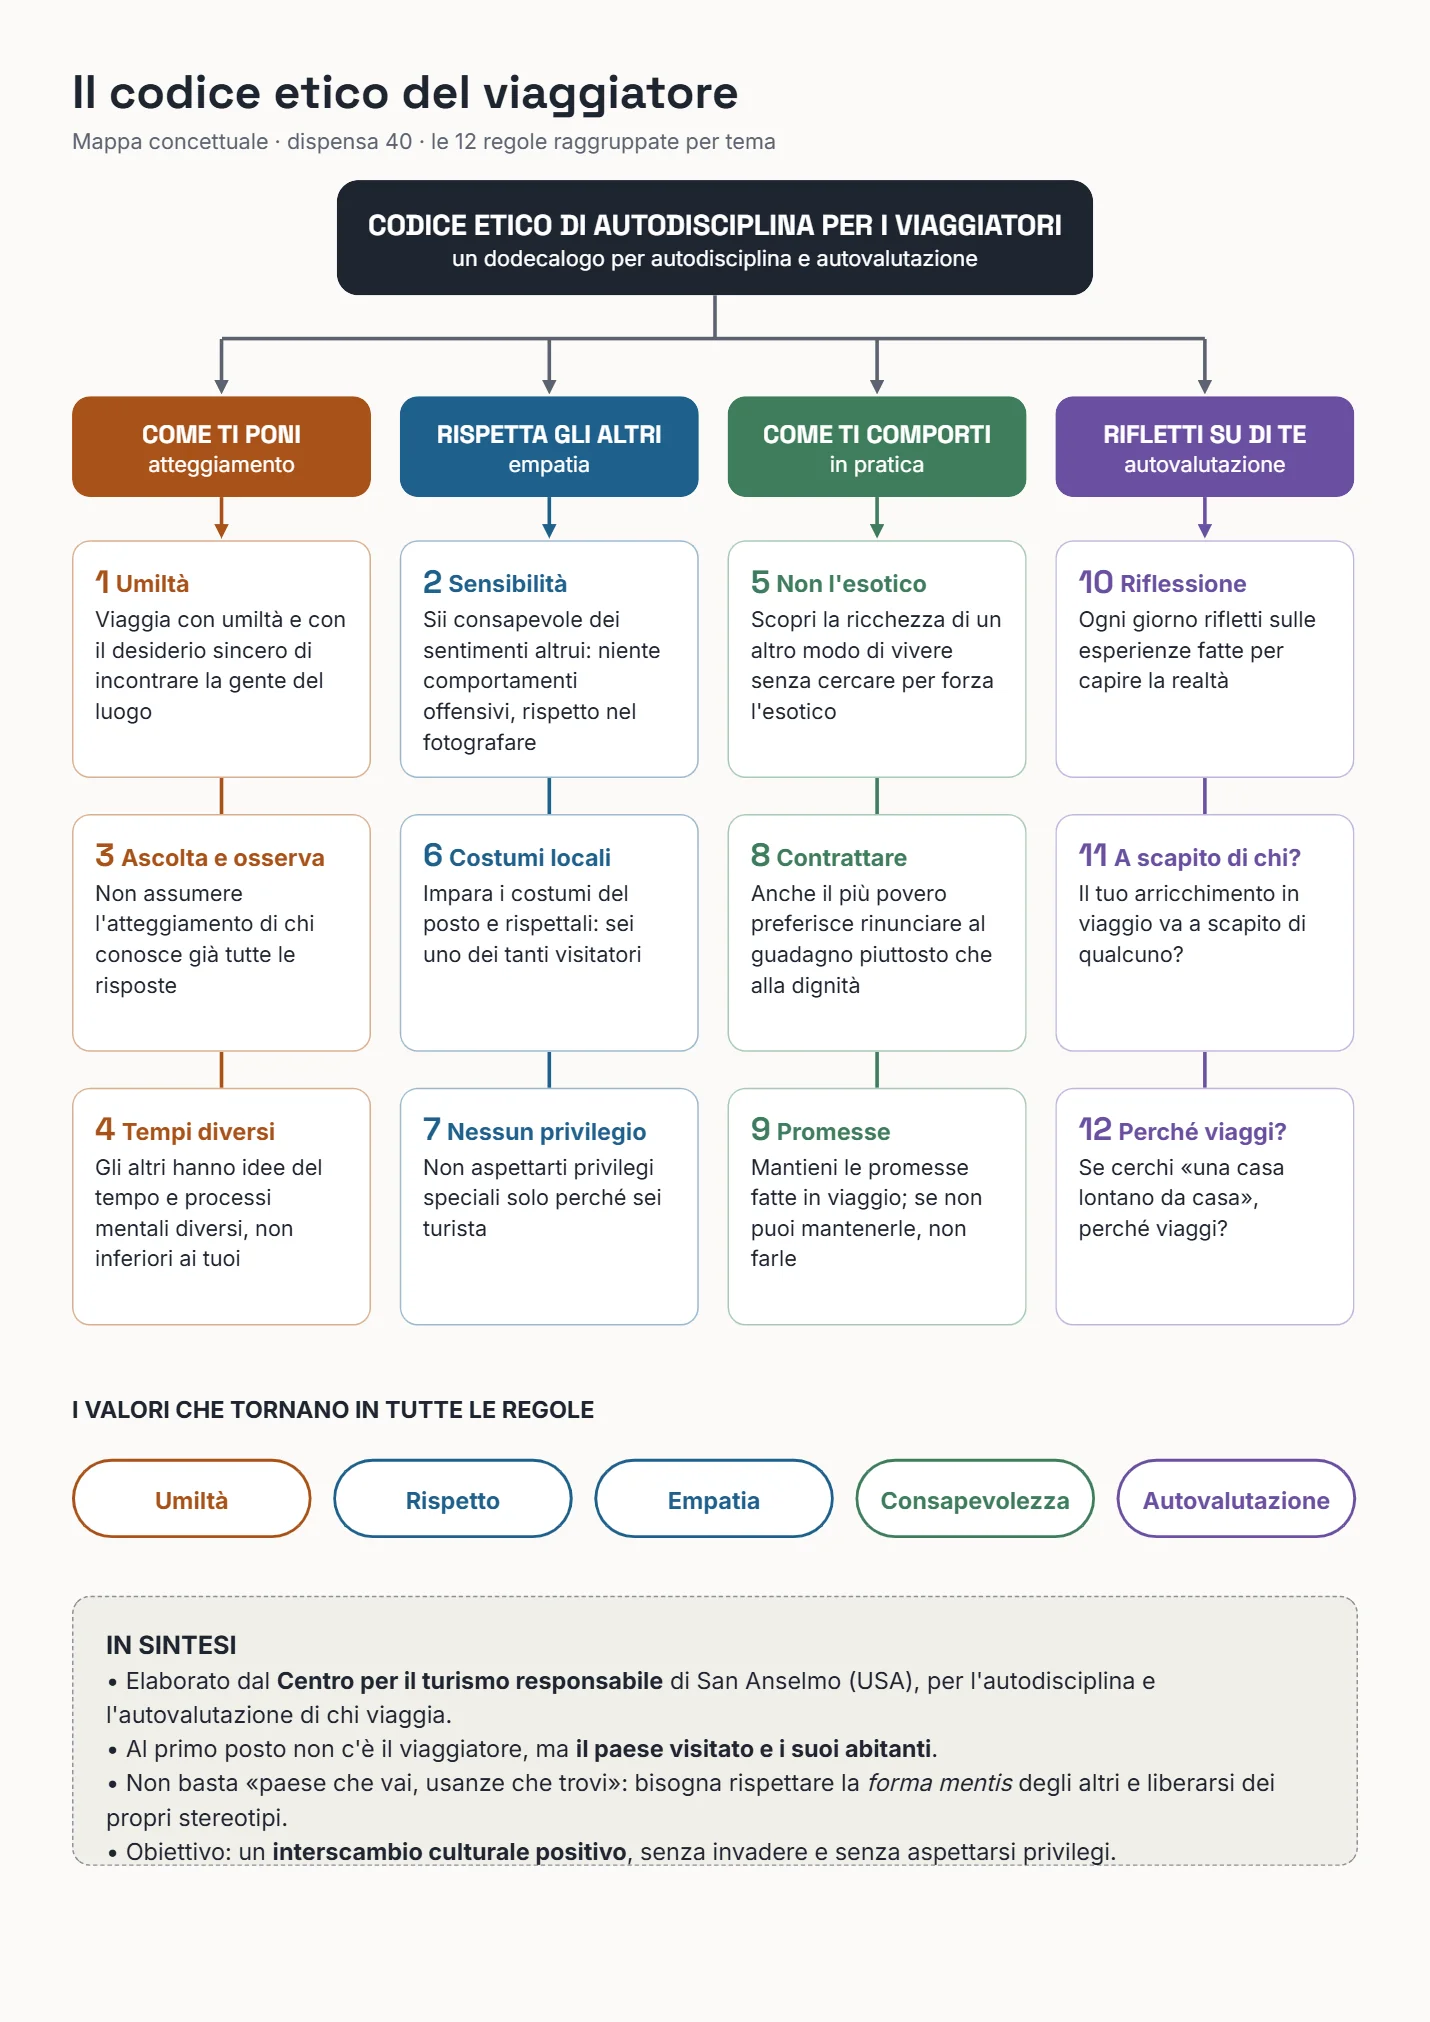 Il codice etico del viaggiatore
Mappa concettuale · dispensa 40 · le 12 regole raggruppate per tema
CODICE ETICO DI AUTODISCIPLINA PER I VIAGGIATORI
un dodecalogo per autodisciplina e autovalutazione
COME TI PONI
atteggiamento
RISPETTA GLI ALTRI
empatia
COME TI COMPORTI
in pratica
RIFLETTI SU DI TE
autovalutazione
1 Umiltà
Viaggia con umiltà e con
il desiderio sincero di
incontrare la gente del
luogo
2 Sensibilità
Sii consapevole dei
sentimenti altrui: niente
comportamenti
offensivi, rispetto nel
fotografare
5 Non l'esotico
Scopri la ricchezza di un
altro modo di vivere
senza cercare per forza
l'esotico
10 Riflessione
Ogni giorno rifletti sulle
esperienze fatte per
capire la realtà
3 Ascolta e osserva
Non assumere
l'atteggiamento di chi
conosce già tutte le
risposte
6 Costumi locali
Impara i costumi del
posto e rispettali: sei
uno dei tanti visitatori
8 Contrattare
Anche il più povero
preferisce rinunciare al
guadagno piuttosto che
alla dignità
11 A scapito di chi?
Il tuo arricchimento in
viaggio va a scapito di
qualcuno?
4 Tempi diversi
Gli altri hanno idee del
tempo e processi
mentali diversi, non
inferiori ai tuoi
7 Nessun privilegio
Non aspettarti privilegi
speciali solo perché sei
turista
9 Promesse
Mantieni le promesse
fatte in viaggio; se non
puoi mantenerle, non
farle
12 Perché viaggi?
Se cerchi «una casa
lontano da casa»,
perché viaggi?
I VALORI CHE TORNANO IN TUTTE LE REGOLE
Umiltà
Rispetto
Empatia
Consapevolezza
Autovalutazione
IN SINTESI
• Elaborato dal Centro per il turismo responsabile di San Anselmo (USA), per l'autodisciplina e
l'autovalutazione di chi viaggia.
• Al primo posto non c'è il viaggiatore, ma il paese visitato e i suoi abitanti.
• Non basta «paese che vai, usanze che trovi»: bisogna rispettare la forma mentis degli altri e liberarsi dei
propri stereotipi.
• Obiettivo: un interscambio culturale positivo, senza invadere e senza aspettarsi privilegi.